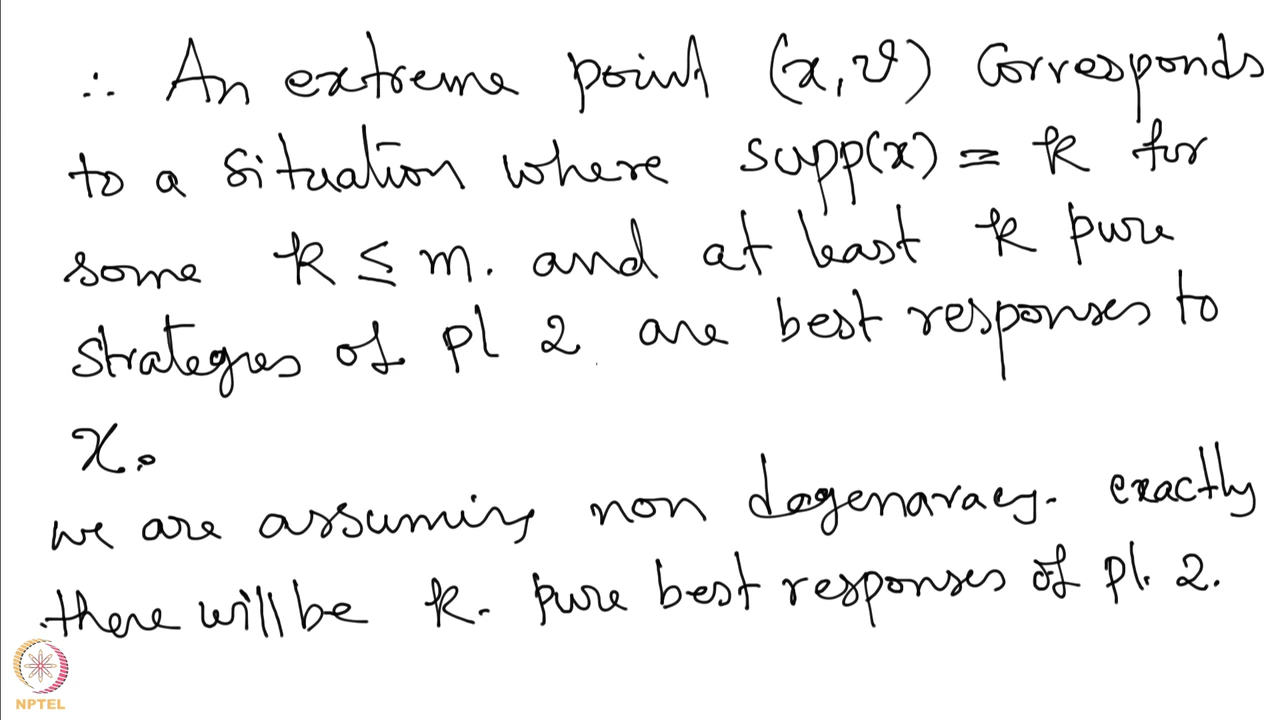 ∴ An extreme point (x, v) Corresponds
to a situation where supp(x) = k for
some k ≤ m. and at least k pure
strategies of pl 2 are best responses to
x.
we are assuming non dogenaracy. exactly
there will be k. pure best responses of pl. 2.
NPTEL